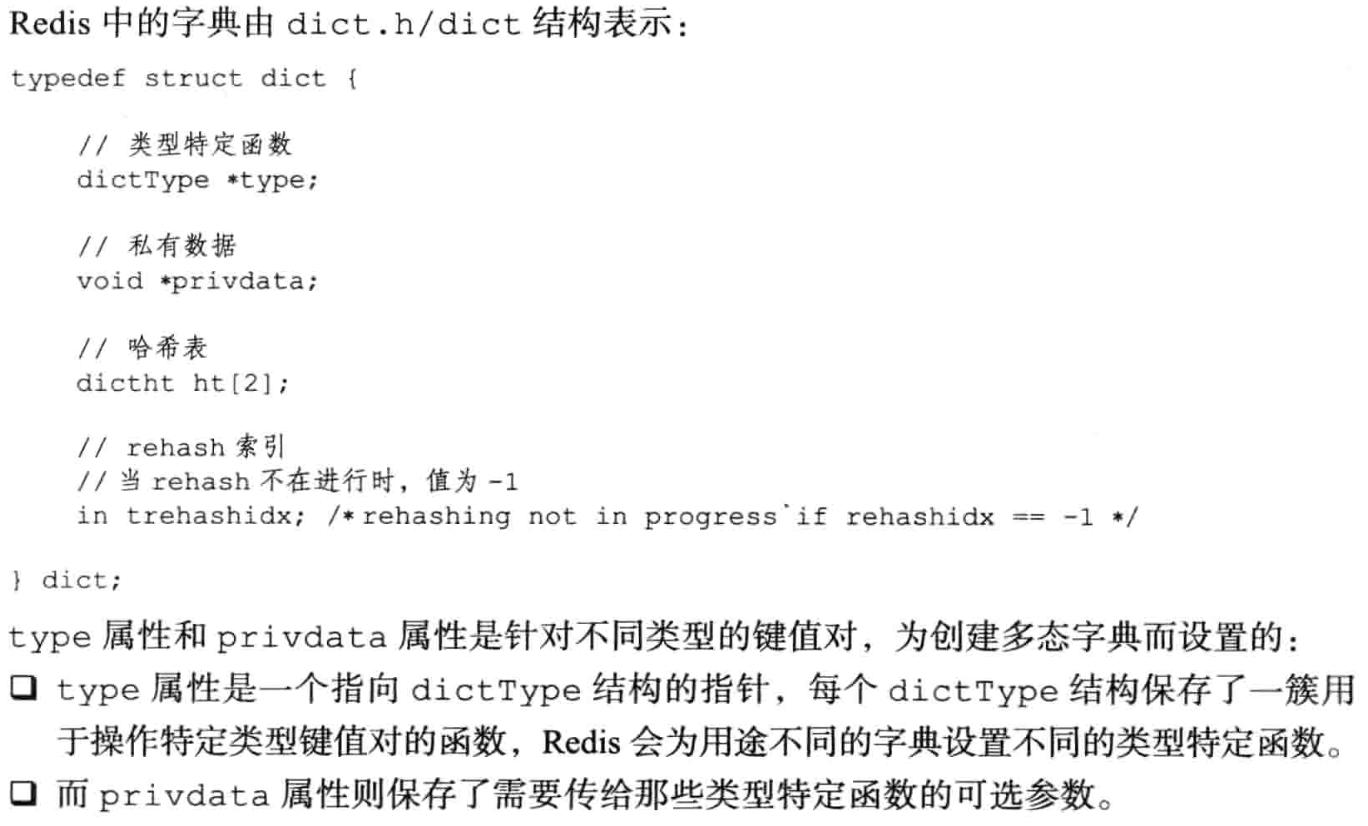 Redis 中的字典由 dict.h/dict 结构表示：
typedef struct dict {
// 类型特定函数
dictType *type;
// 私有数据
void *privdata;
// 哈希表
dictht ht[2];
// rehash 索引
// 当 rehash 不在进行时，值为 -1
in trehashidx; /* rehashing not in progress if rehashidx == -1 */
} dict;
type 属性和 privdata 属性是针对不同类型的键值对，为创建多态字典而设置的：
❑ type 属性是一个指向 dictType 结构的指针，每个 dictType 结构保存了一簇用
于操作特定类型键值对的函数，Redis 会为用途不同的字典设置不同的类型特定函数。
❑ 而 privdata 属性则保存了需要传给那些类型特定函数的可选参数。